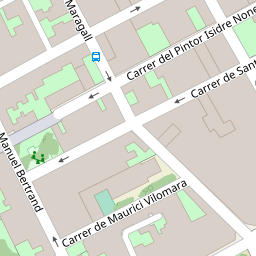 Maragall
Carrer del Pintor Isidre None
Carrer de Sant
Manuel Bertrand
Carrer de Maurici Vilomara